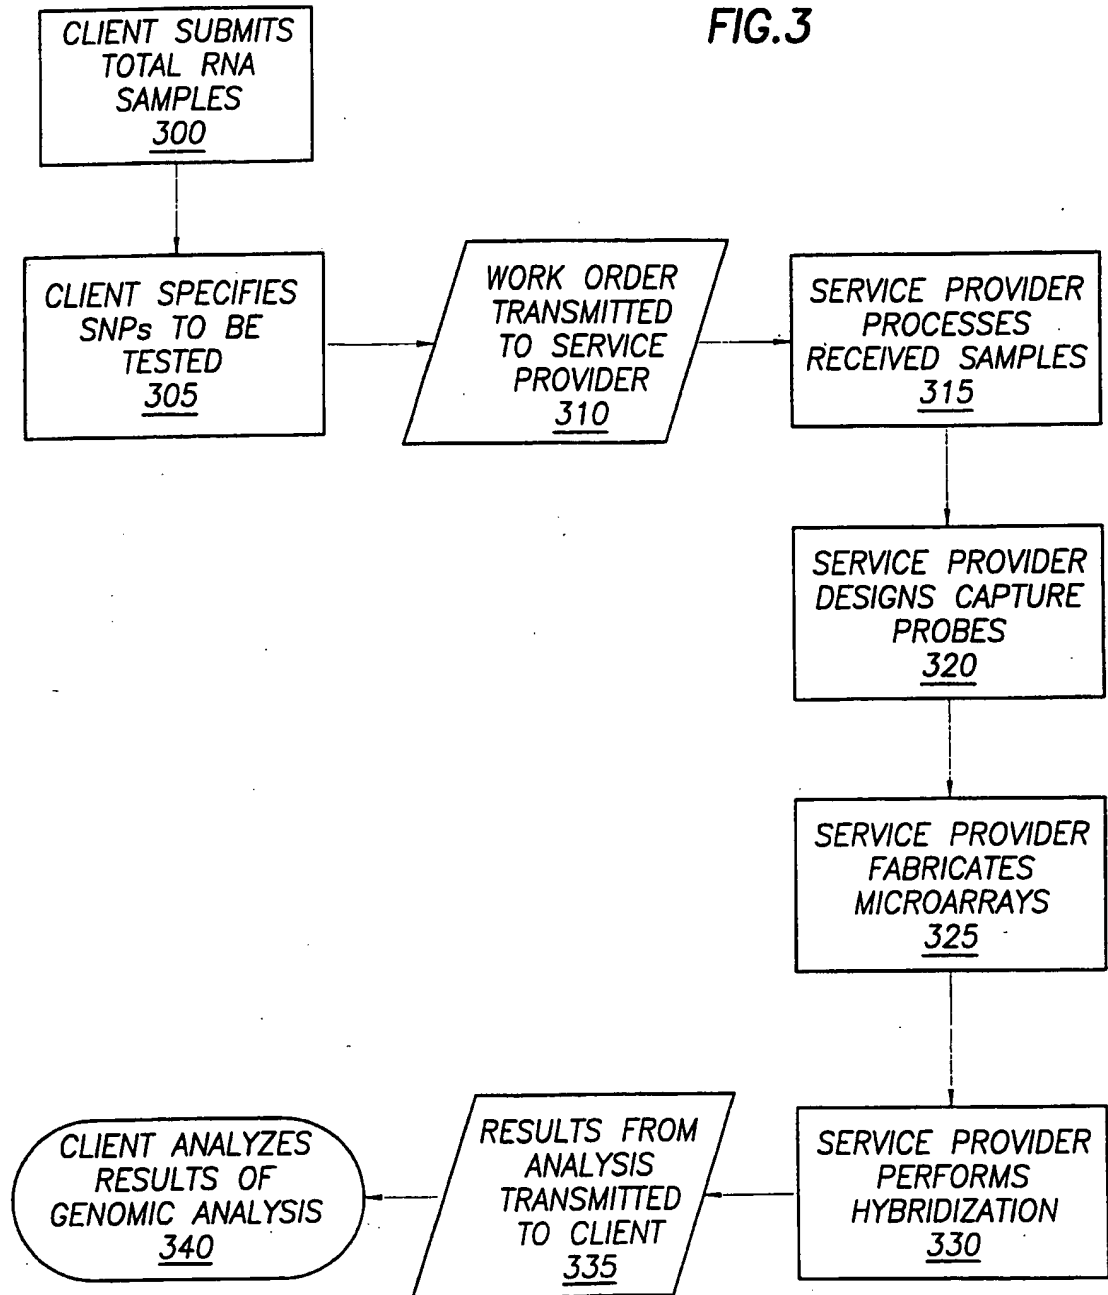 FIG.3
CLIENT SUBMITS
TOTAL RNA
SAMPLES
300
CLIENT SPECIFIES
SNPs TO BE
TESTED
305
WORK ORDER
TRANSMITTED
TO SERVICE
PROVIDER
310
SERVICE PROVIDER
PROCESSES
RECEIVED SAMPLES
315
SERVICE PROVIDER
DESIGNS CAPTURE
PROBES
320
SERVICE PROVIDER
FABRICATES
MICROARRAYS
325
SERVICE PROVIDER
PERFORMS
HYBRIDIZATION
330
RESULTS FROM
ANALYSIS
TRANSMITTED
TO CLIENT
335
CLIENT ANALYZES
RESULTS OF
GENOMIC ANALYSIS
340